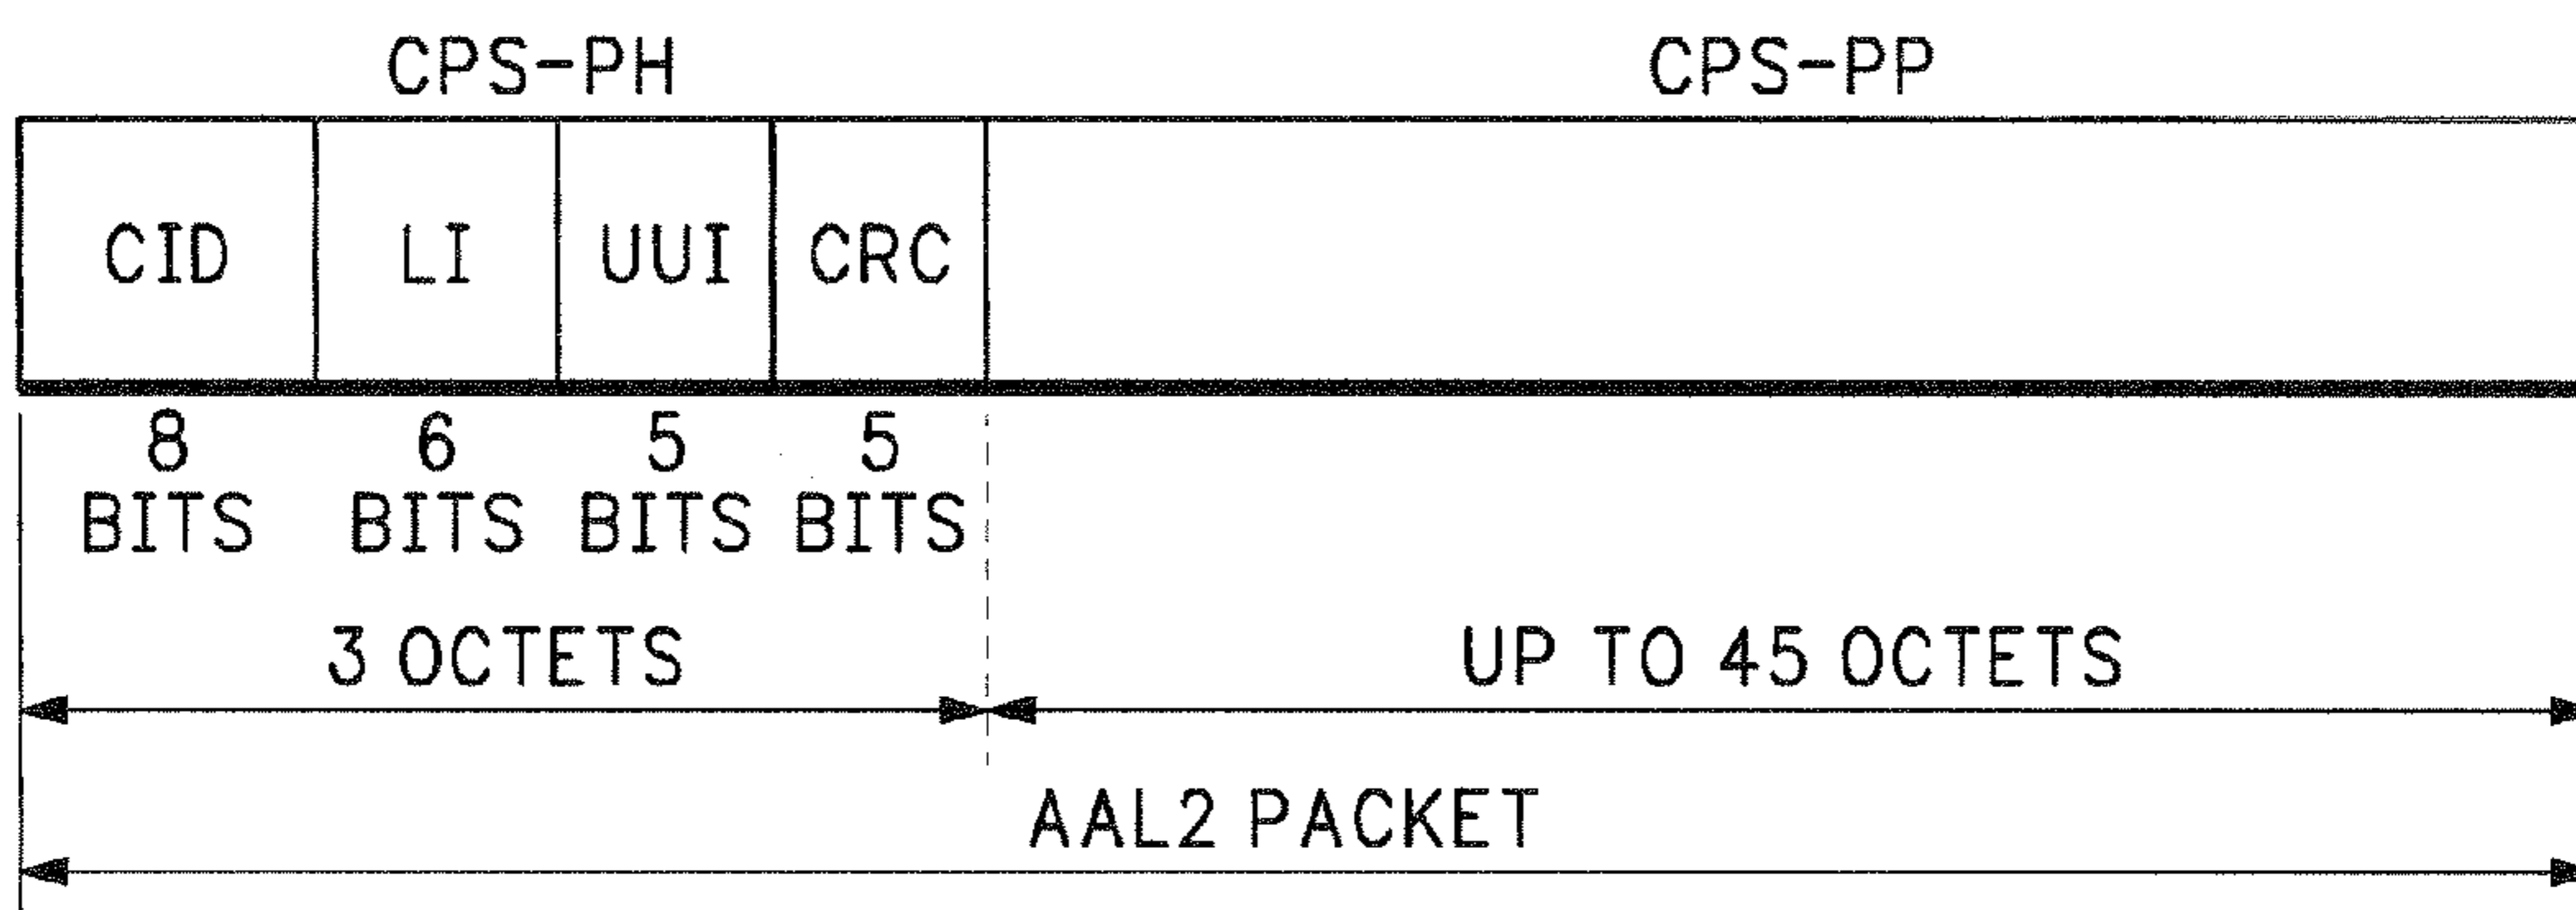 CPS-PH CPS-PP
CID LI UUI CRC
8 6 5 5
BITS BITS BITS BITS
3 OCTETS UP TO 45 OCTETS
AAL2 PACKET